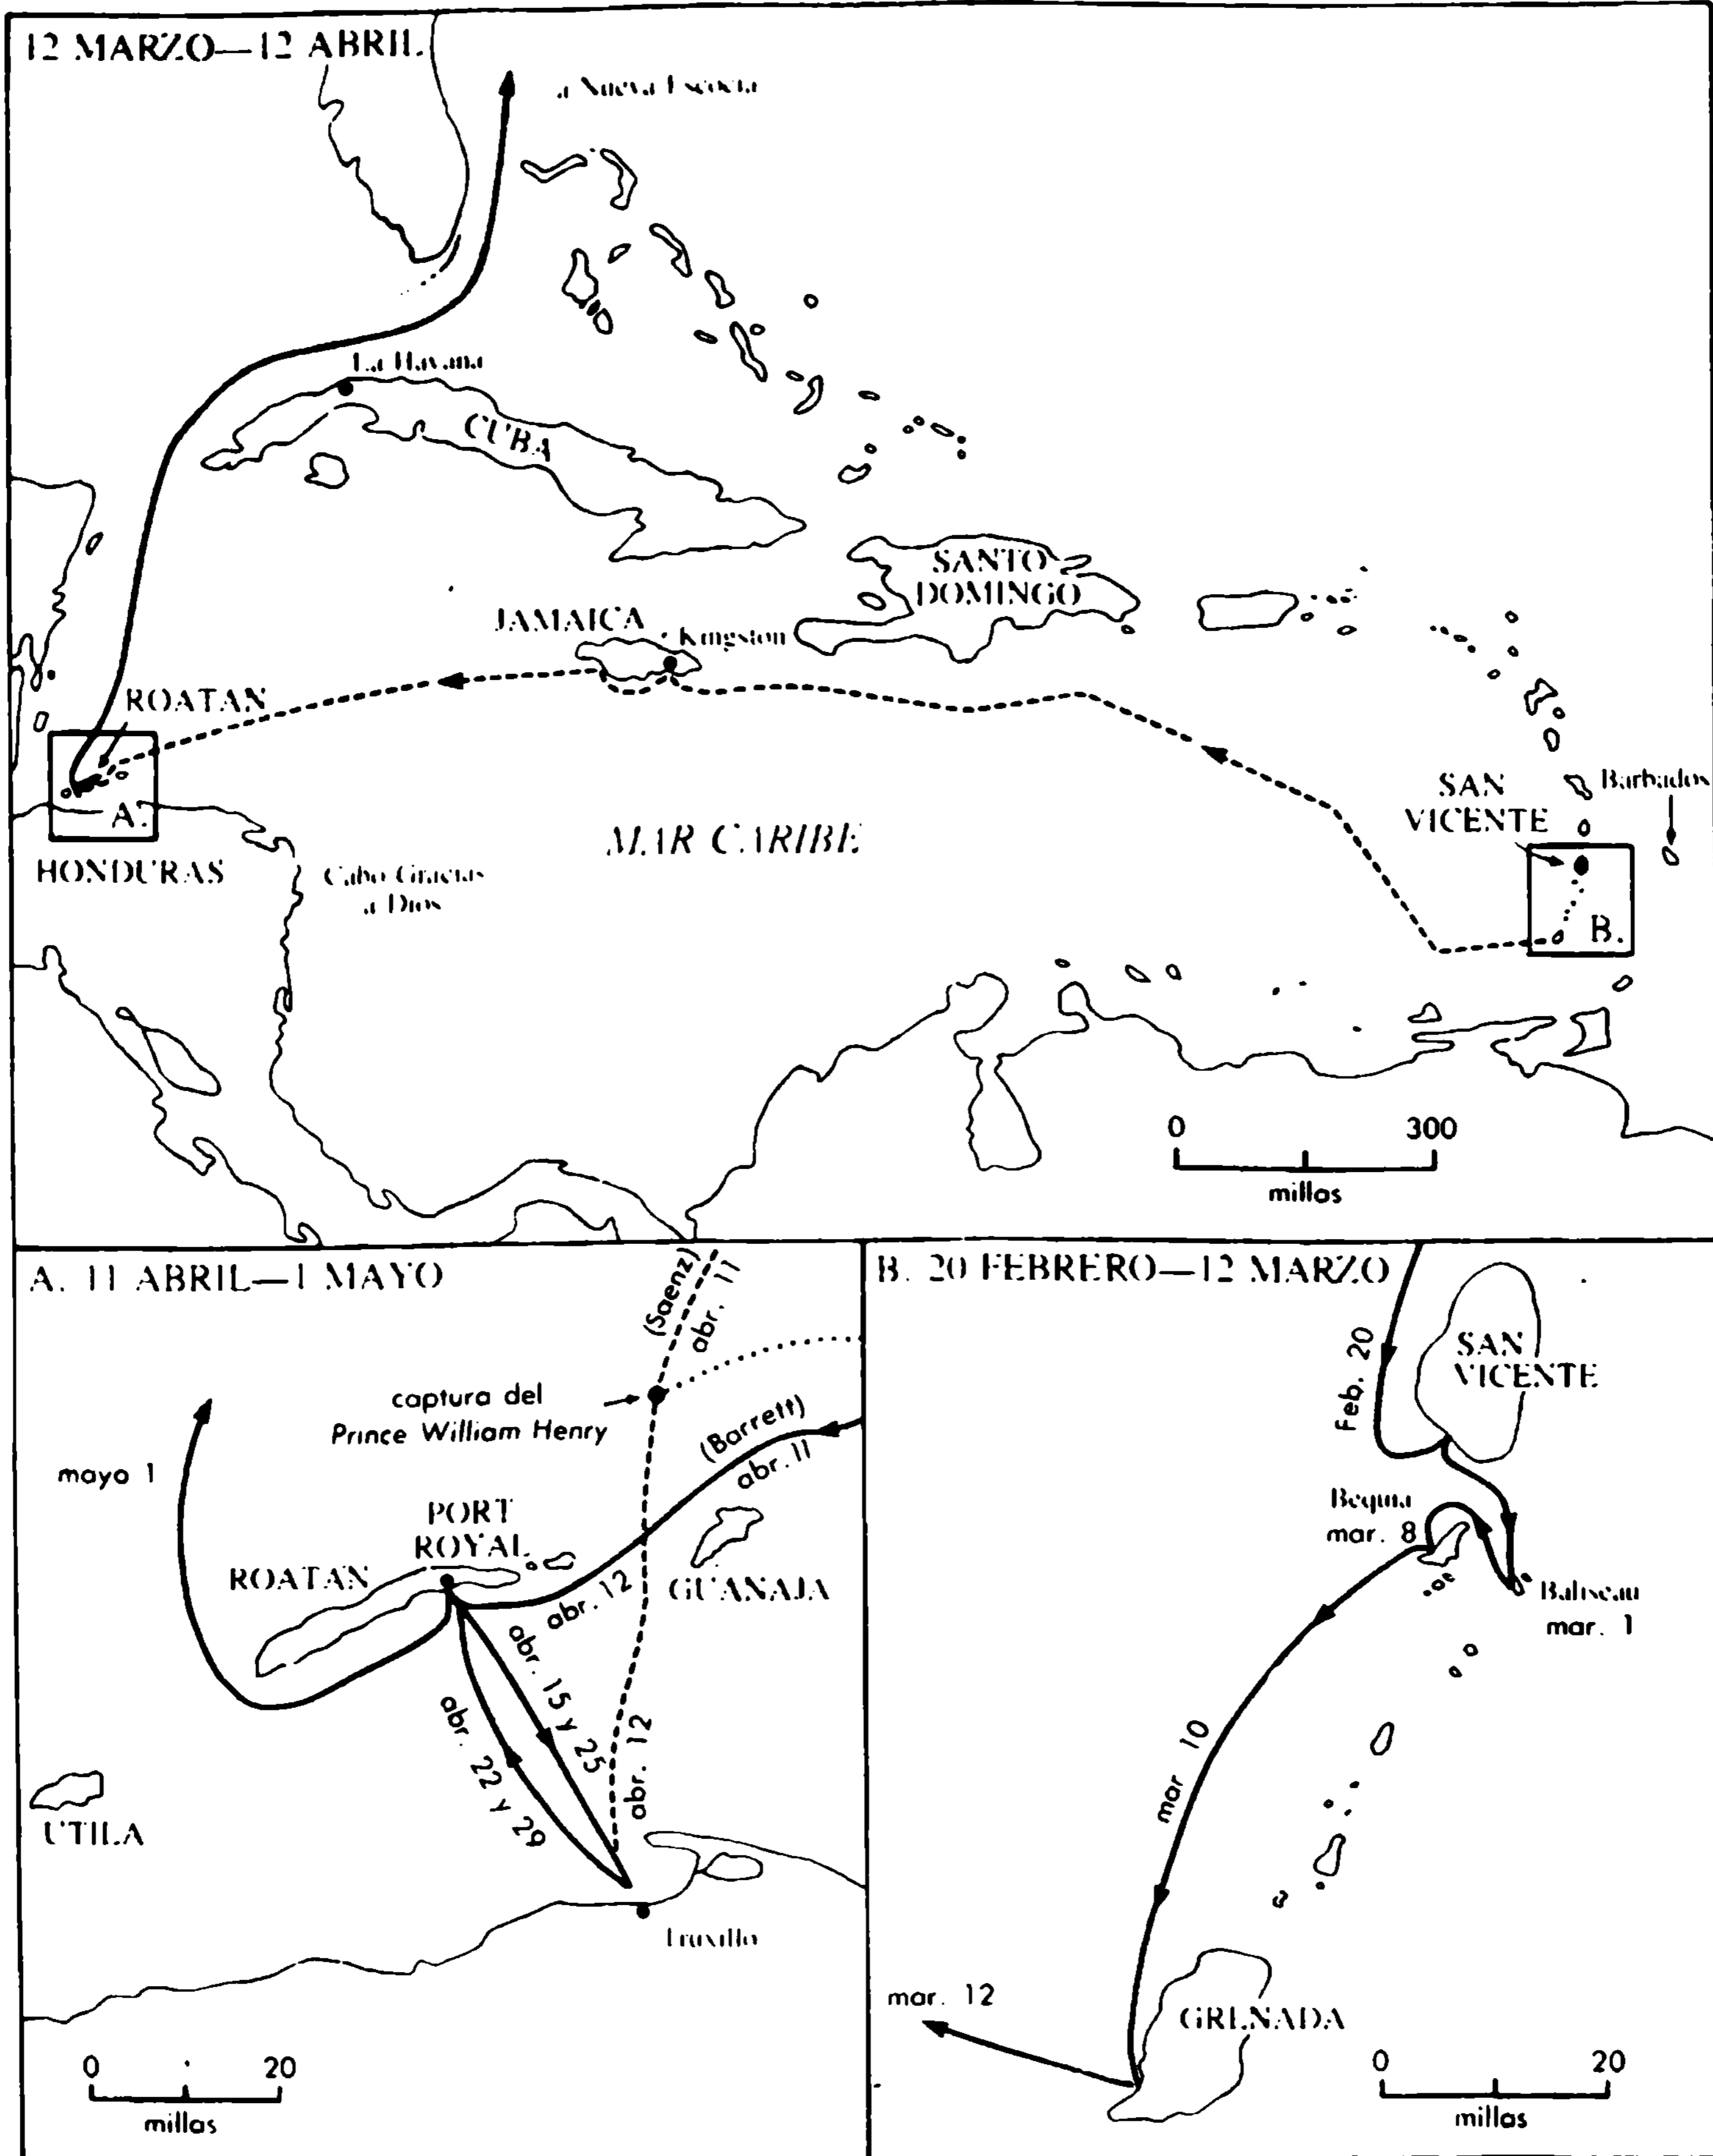 12 MARZO—12 ABRIL
a Nueva Escocia
La Havana
CUBA
SANTO
DOMINGO
JAMAICA
Kingston
ROATAN
A.
HONDURAS
Cabo Gracias
a Dios
MAR CARIBE
SAN
VICENTE
Barbados
B.
0 300
millas
A. 11 ABRIL—1 MAYO
(Saenz)
abr. 11
captura del
Prince William Henry
(Barrett)
abr. 11
mayo 1
PORT
ROYAL
ROATAN
GUANAJA
abr. 12
abr. 15 y 25
abr. 22 y 29
abr. 12
UTILA
Truxillo
0 20
millas
B. 20 FEBRERO—12 MARZO
Feb. 20
SAN
VICENTE
Bequia
mar. 8
Baliseau
mar. 1
mar 10
mar. 12
GRENADA
0 20
millas